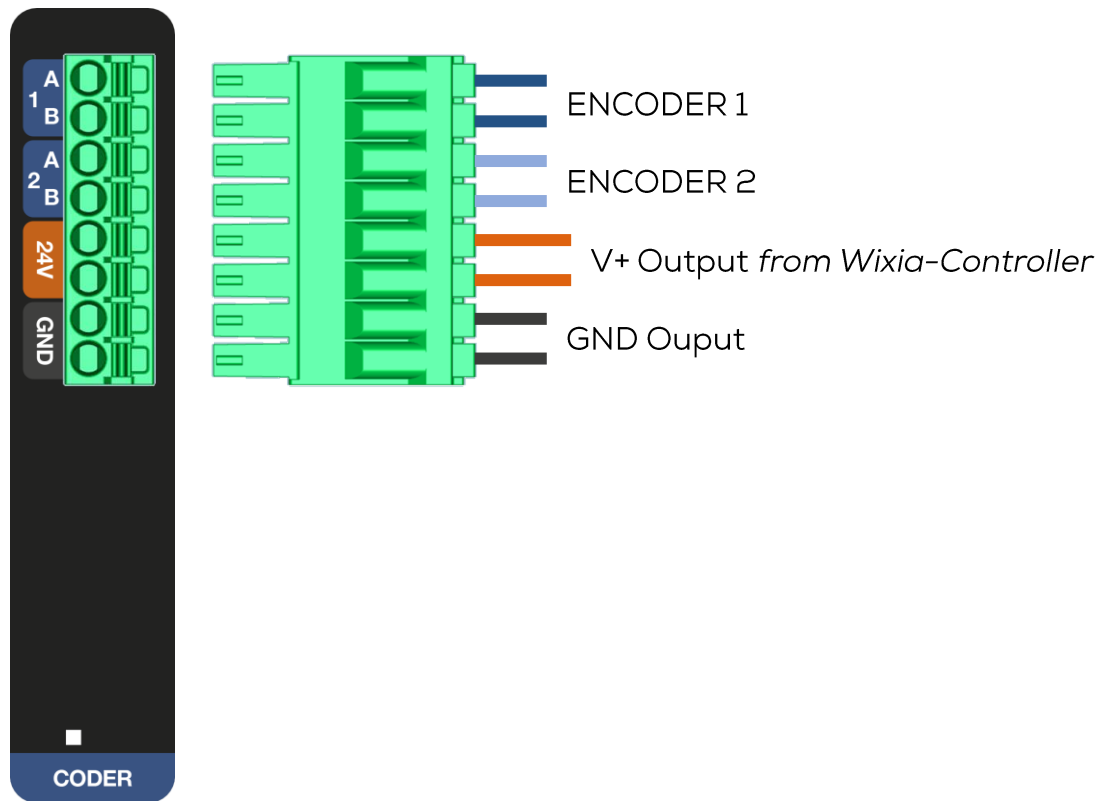 A
1
B
A
2
B
24V
GND
CODER
ENCODER 1
ENCODER 2
V+ Output from Wixia-Controller
GND Ouput